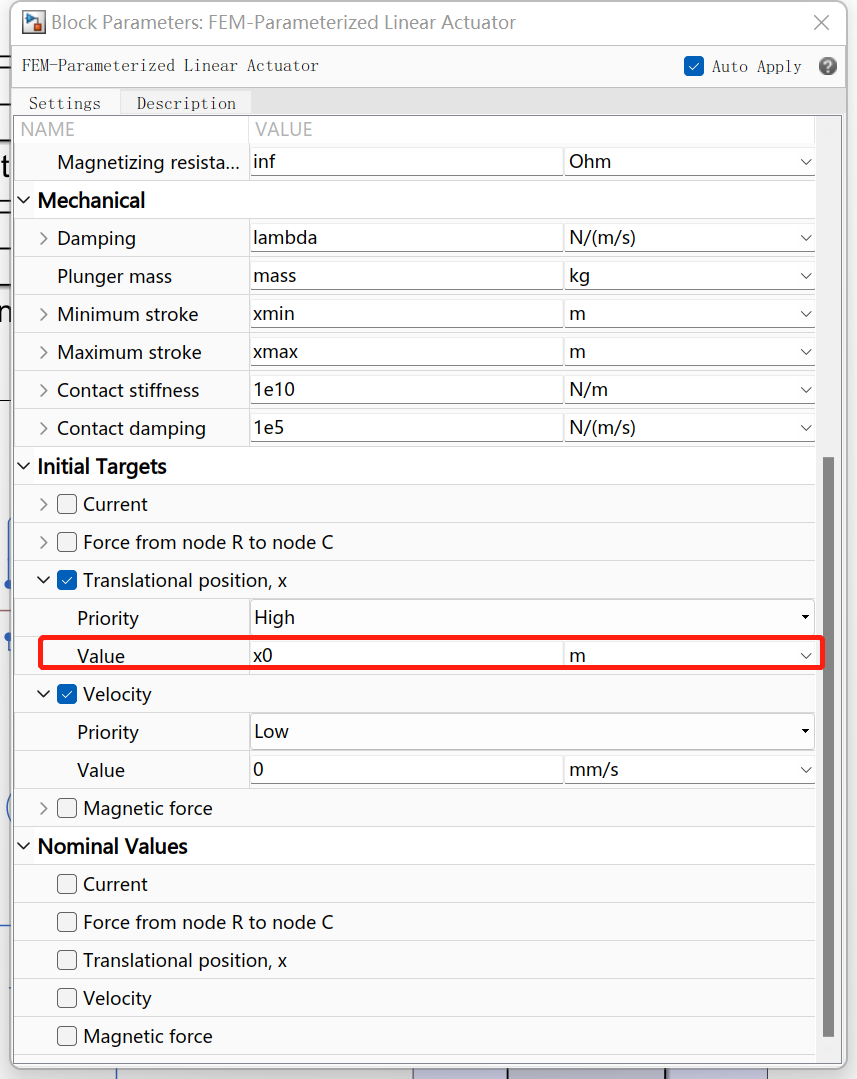 Block Parameters: FEM-Parameterized Linear Actuator
FEM-Parameterized Linear Actuator
Auto Apply
Settings Description
NAME VALUE
Magnetizing resista... inf Ohm
Mechanical
Damping lambda N/(m/s)
Plunger mass mass kg
Minimum stroke xmin m
Maximum stroke xmax m
Contact stiffness 1e10 N/m
Contact damping 1e5 N/(m/s)
Initial Targets
Current
Force from node R to node C
Translational position, x
Priority High
Value x0 m
Velocity
Priority Low
Value 0 mm/s
Magnetic force
Nominal Values
Current
Force from node R to node C
Translational position, x
Velocity
Magnetic force